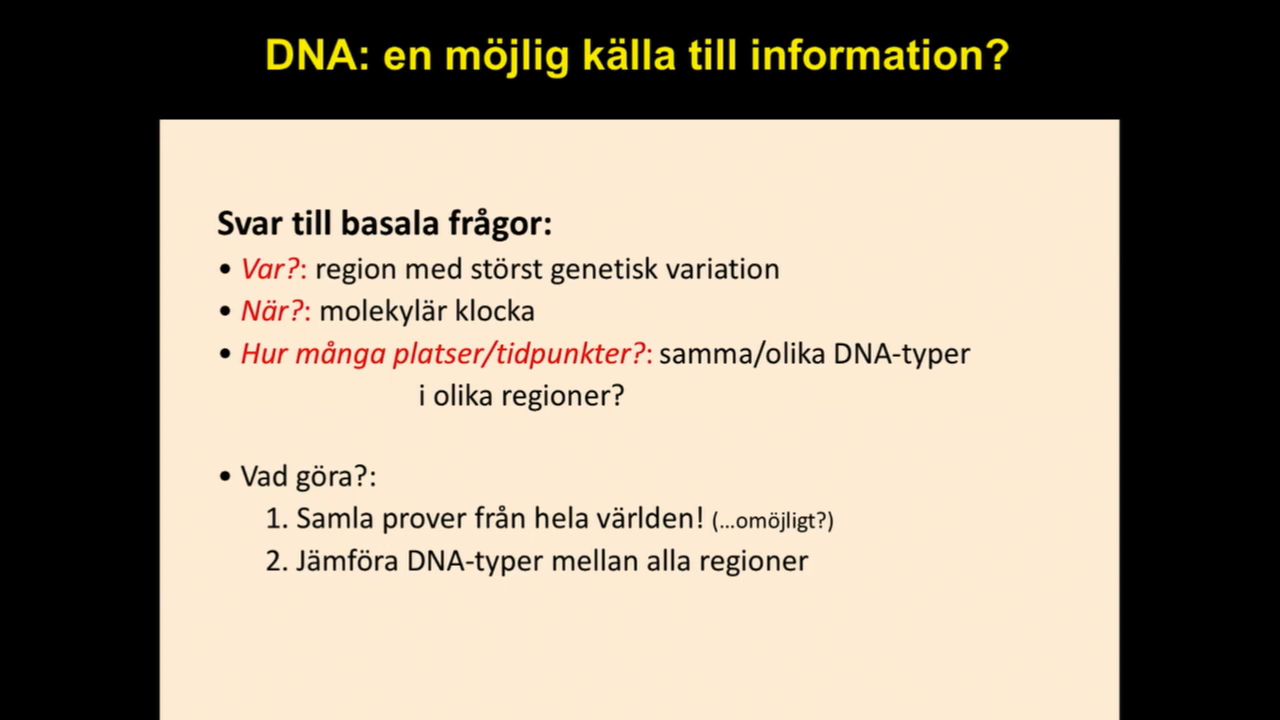 DNA: en möjlig källa till information?
Svar till basala frågor:
• Var?: region med störst genetisk variation
• När?: molekylär klocka
• Hur många platser/tidpunkter?: samma/olika DNA-typer
i olika regioner?
• Vad göra?:
1. Samla prover från hela världen! (...omöjligt?)
2. Jämföra DNA-typer mellan alla regioner